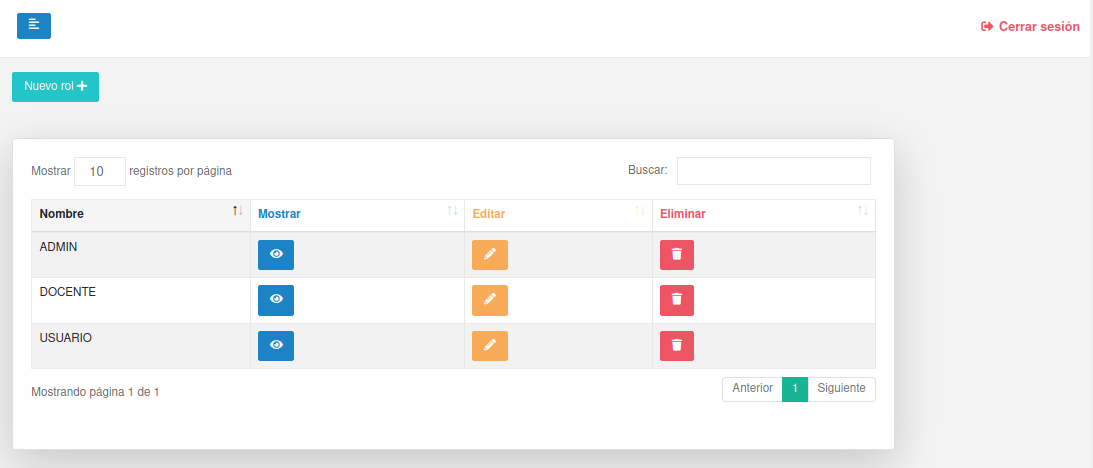 Cerrar sesión
Nuevo rol
Mostrar 10 registros por página Buscar:
Nombre Mostrar Editar Eliminar
ADMIN
DOCENTE
USUARIO
Mostrando página 1 de 1 Anterior 1 Siguiente